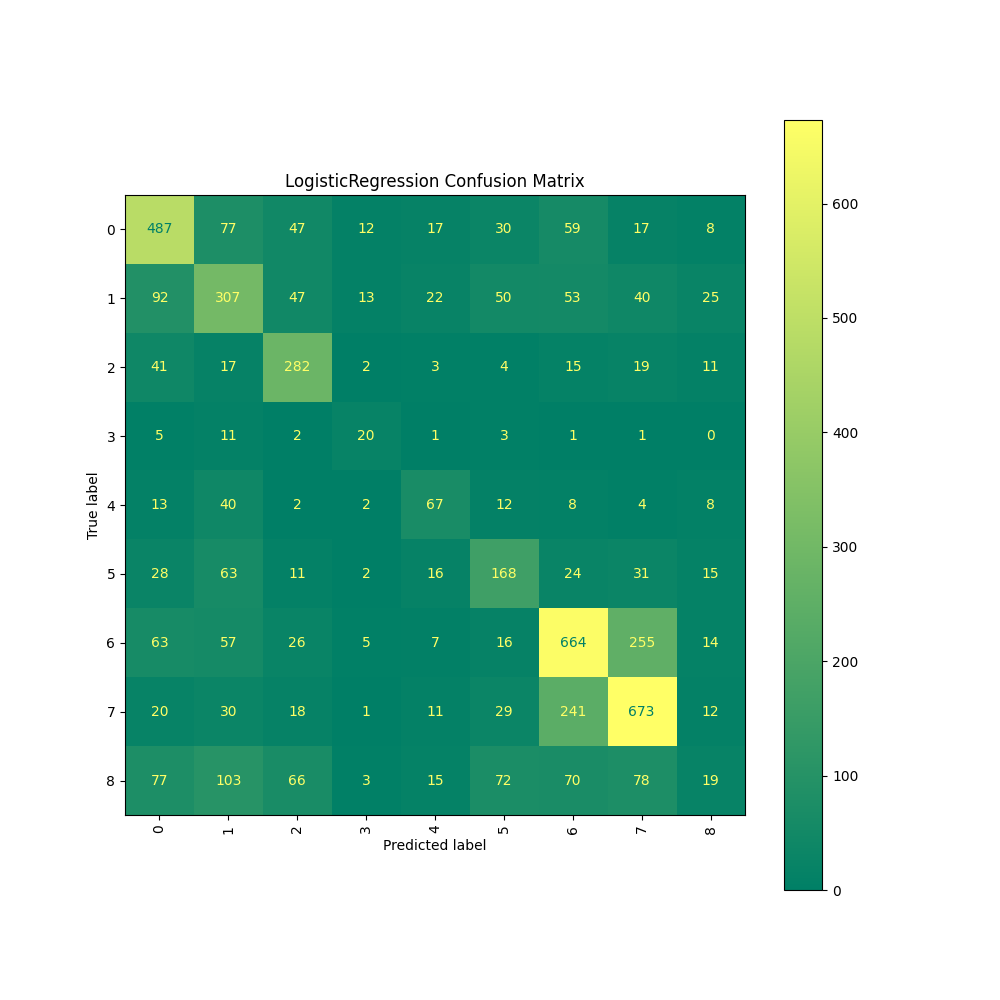 LogisticRegression Confusion Matrix
0 487 77 47 12 17 30 59 17 8
1 92 307 47 13 22 50 53 40 25
2 41 17 282 2 3 4 15 19 11
3 5 11 2 20 1 3 1 1 0
4 13 40 2 2 67 12 8 4 8
5 28 63 11 2 16 168 24 31 15
6 63 57 26 5 7 16 664 255 14
7 20 30 18 1 11 29 241 673 12
8 77 103 66 3 15 72 70 78 19
0 1 2 3 4 5 6 7 8
True label
Predicted label
600
500
400
300
200
100
0